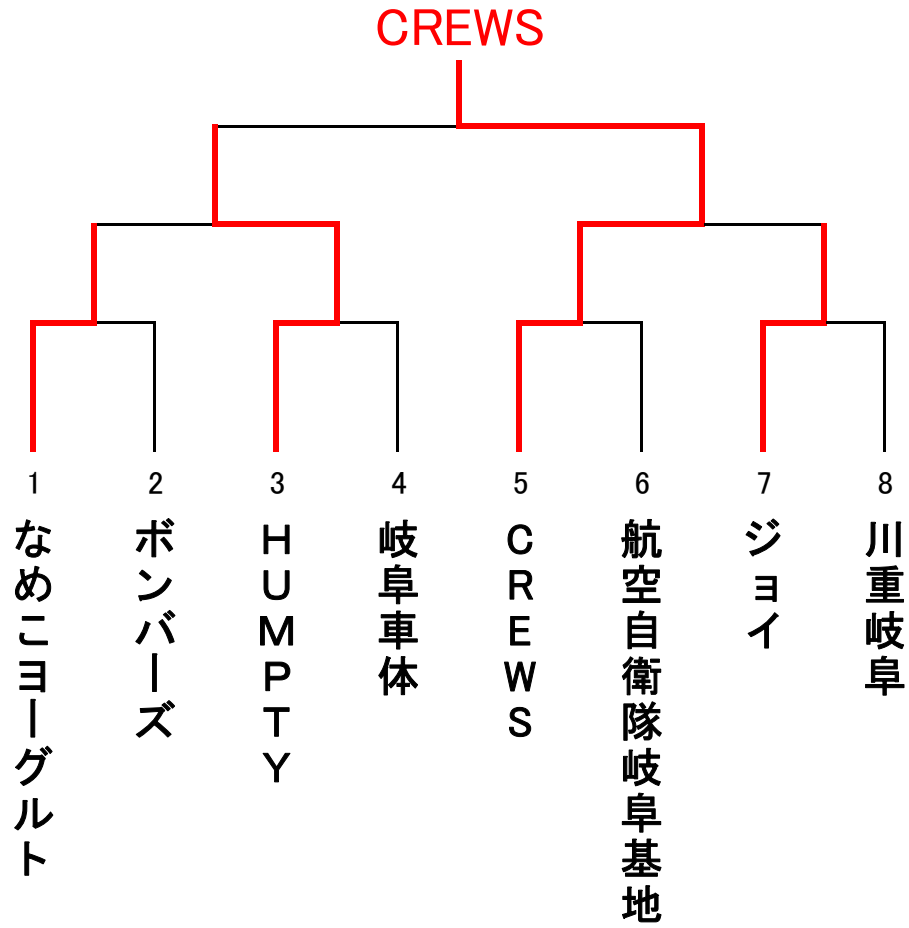 CREWS
1
2
3
4
5
6
7
8
なめこヨーグルト
ボンバーズ
HUMPTY
岐阜車体
CREWS
航空自衛隊岐阜基地
ジョイ
川重岐阜